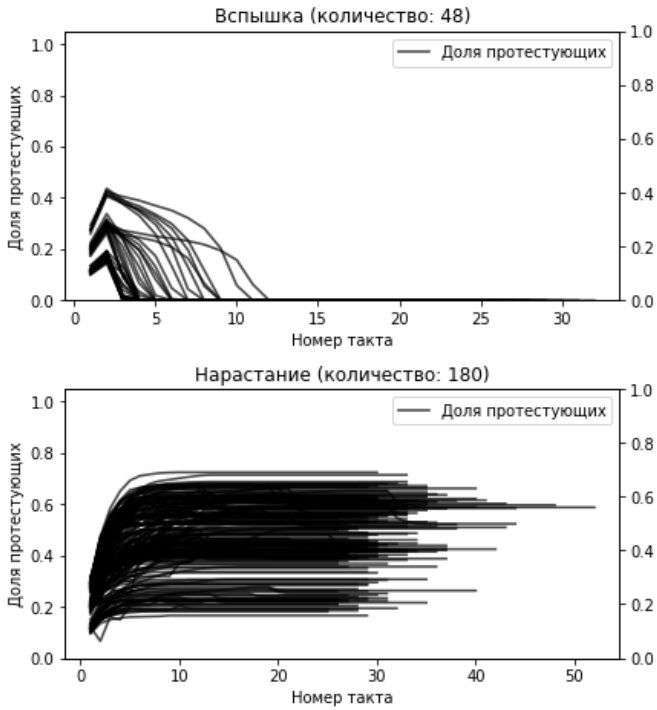 Вспышка (количество: 48)
1.0
0.8
0.6
0.4
0.2
0.0
Доля протестующих
Доля протестующих
1.0
0.8
0.6
0.4
0.2
0.0
0 5 10 15 20 25 30
Номер такта
Нарастание (количество: 180)
1.0
0.8
0.6
0.4
0.2
0.0
Доля протестующих
Доля протестующих
1.0
0.8
0.6
0.4
0.2
0.0
0 10 20 30 40 50
Номер такта